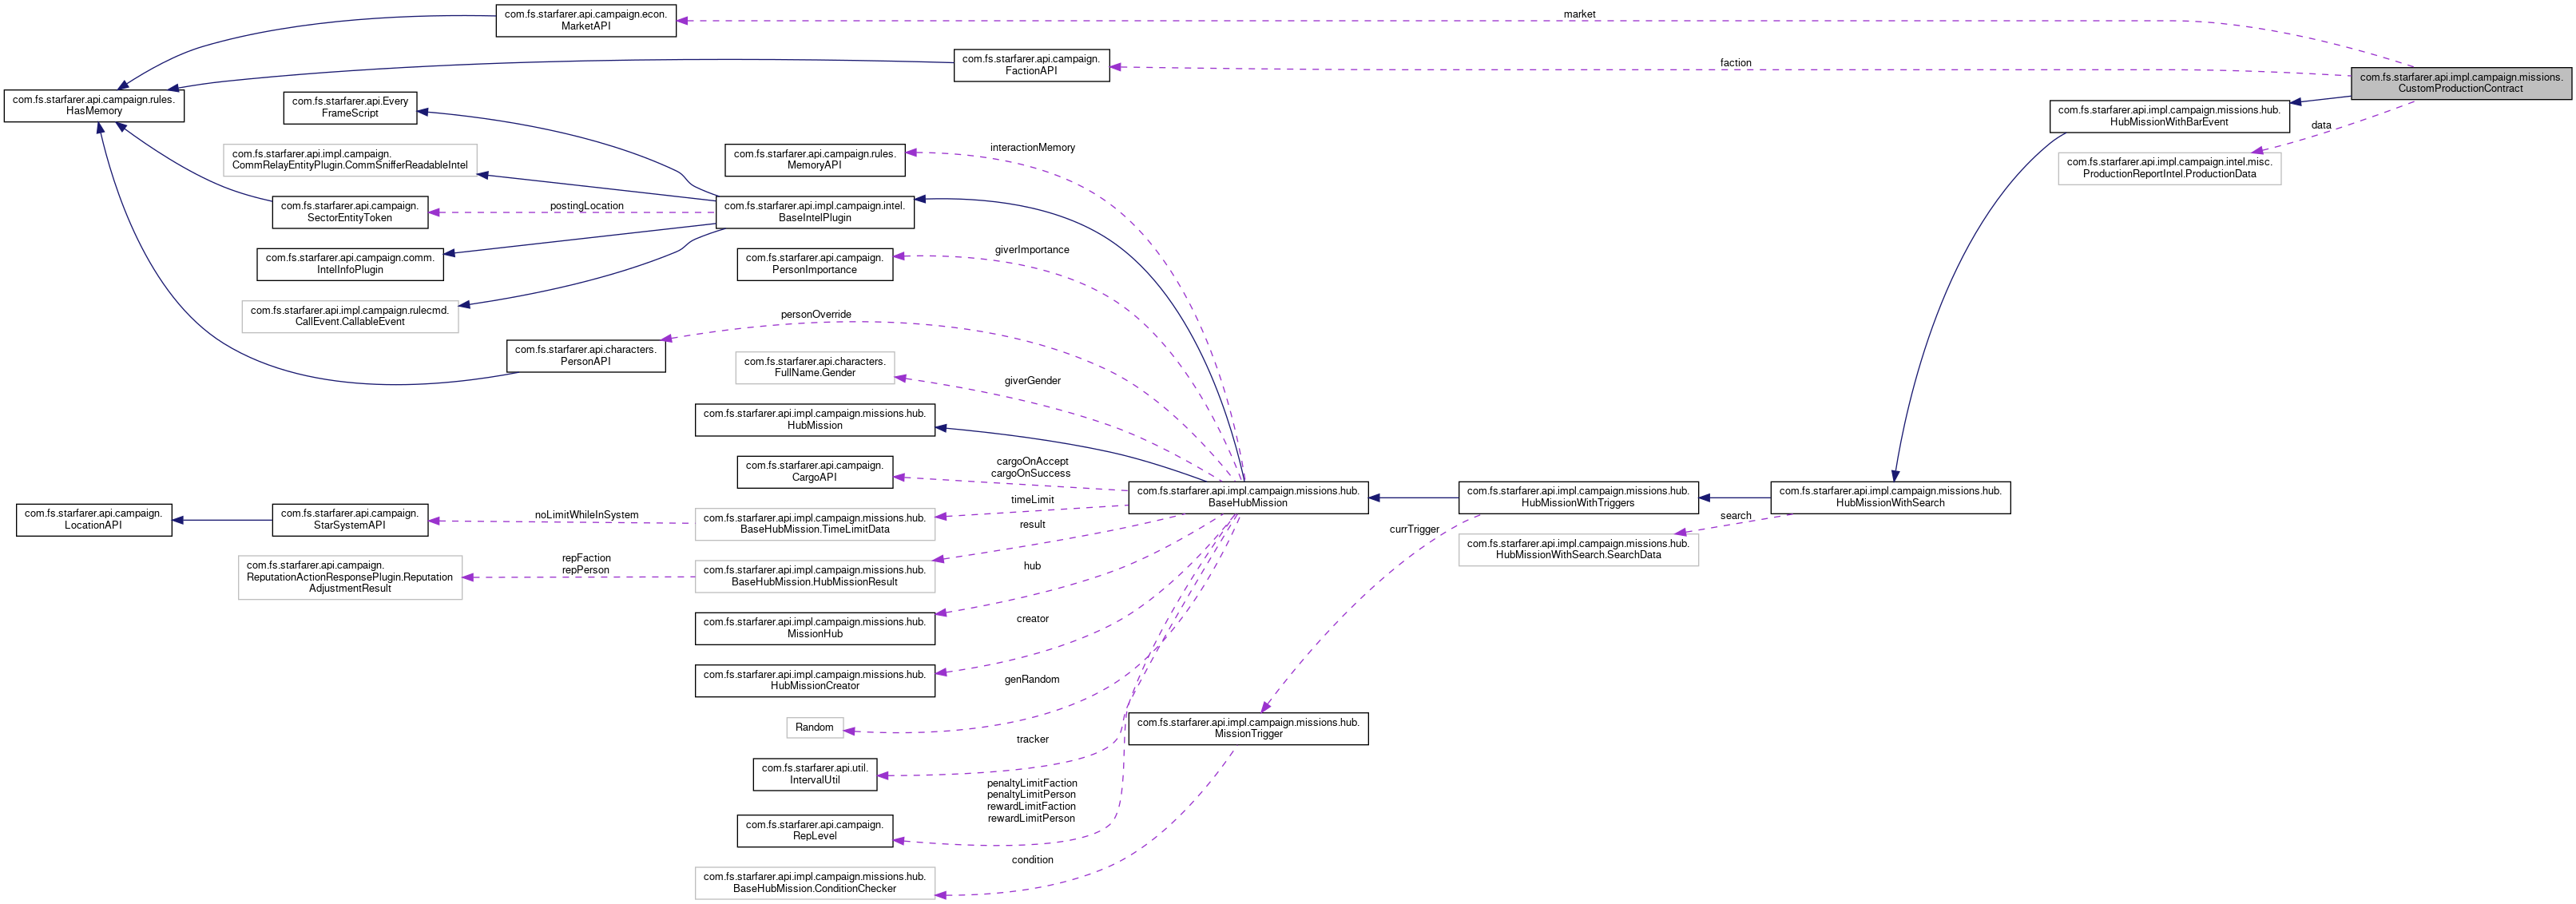 com.fs.starfarer.api.campaign.econ.
MarketAPI
market
com.fs.starfarer.api.campaign.
FactionAPI
faction
com.fs.starfarer.api.impl.campaign.missions.
CustomProductionContract
com.fs.starfarer.api.campaign.rules.
HasMemory
com.fs.starfarer.api.Every
FrameScript
com.fs.starfarer.api.impl.campaign.missions.hub.
HubMissionWithBarEvent
data
com.fs.starfarer.api.impl.campaign.
CommRelayEntityPlugin.CommSnifferReadableIntel
com.fs.starfarer.api.campaign.rules.
MemoryAPI
interactionMemory
com.fs.starfarer.api.impl.campaign.intel.misc.
ProductionReportIntel.ProductionData
com.fs.starfarer.api.campaign.
SectorEntityToken
postingLocation
com.fs.starfarer.api.impl.campaign.intel.
BaseIntelPlugin
com.fs.starfarer.api.campaign.comm.
IntelInfoPlugin
com.fs.starfarer.api.campaign.
PersonImportance
giverImportance
com.fs.starfarer.api.impl.campaign.rulecmd.
CallEvent.CallableEvent
personOverride
com.fs.starfarer.api.characters.
PersonAPI
com.fs.starfarer.api.characters.
FullName.Gender
giverGender
com.fs.starfarer.api.impl.campaign.missions.hub.
HubMission
com.fs.starfarer.api.campaign.
CargoAPI
cargoOnAccept
cargoOnSuccess
com.fs.starfarer.api.impl.campaign.missions.hub.
BaseHubMission
com.fs.starfarer.api.impl.campaign.missions.hub.
HubMissionWithTriggers
com.fs.starfarer.api.impl.campaign.missions.hub.
HubMissionWithSearch
com.fs.starfarer.api.campaign.
LocationAPI
com.fs.starfarer.api.campaign.
StarSystemAPI
noLimitWhileInSystem
com.fs.starfarer.api.impl.campaign.missions.hub.
BaseHubMission.TimeLimitData
timeLimit
result
currTrigger
search
com.fs.starfarer.api.impl.campaign.missions.hub.
HubMissionWithSearch.SearchData
com.fs.starfarer.api.campaign.
ReputationActionResponsePlugin.Reputation
AdjustmentResult
repFaction
repPerson
com.fs.starfarer.api.impl.campaign.missions.hub.
BaseHubMission.HubMissionResult
hub
com.fs.starfarer.api.impl.campaign.missions.hub.
MissionHub
creator
com.fs.starfarer.api.impl.campaign.missions.hub.
HubMissionCreator
genRandom
Random
com.fs.starfarer.api.impl.campaign.missions.hub.
MissionTrigger
tracker
com.fs.starfarer.api.util.
IntervalUtil
penaltyLimitFaction
penaltyLimitPerson
rewardLimitFaction
rewardLimitPerson
com.fs.starfarer.api.campaign.
RepLevel
condition
com.fs.starfarer.api.impl.campaign.missions.hub.
BaseHubMission.ConditionChecker